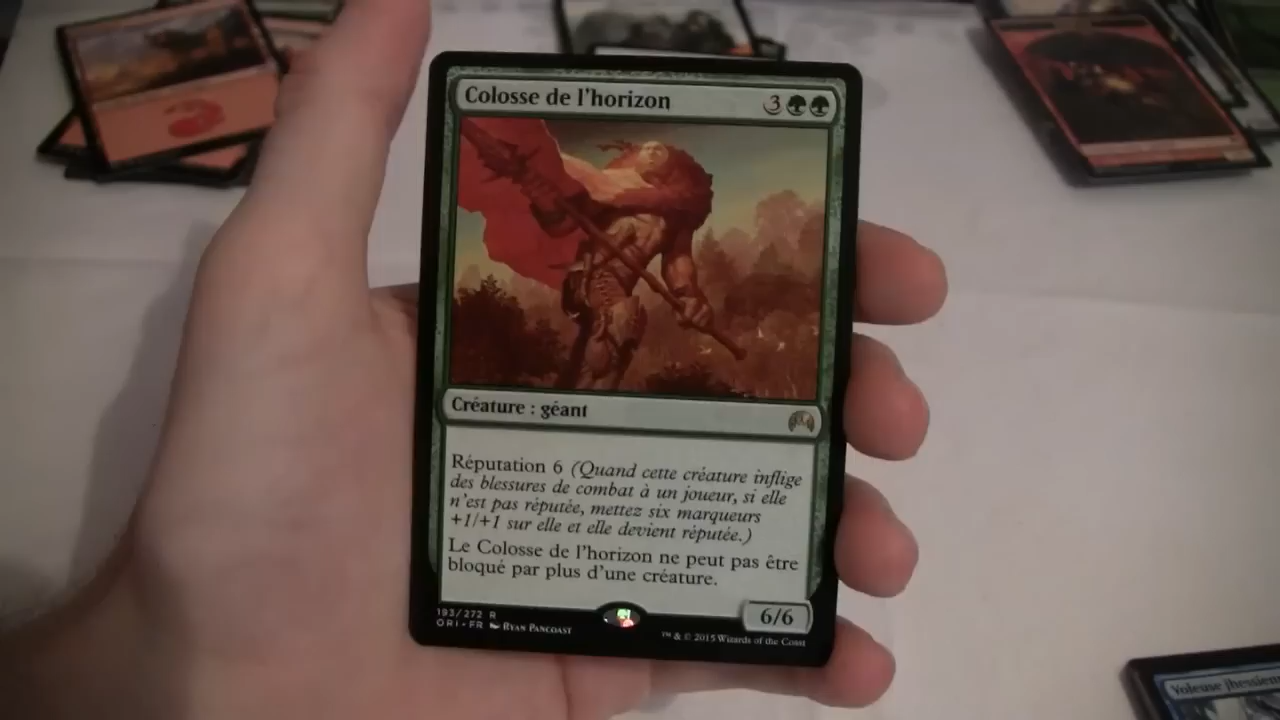 Colosse de l'horizon 3
Créature : géant
Réputation 6 (Quand cette créature inflige
des blessures de combat à un joueur, si elle
n'est pas réputée, mettez six marqueurs
+1/+1 sur elle et elle devient réputée.)
Le Colosse de l'horizon ne peut pas être
bloqué par plus d'une créature.
193/272 R
ORI • FR Ryan Pancoast
6/6
™ & © 2015 Wizards of the Coast
Voleuse jhessienne